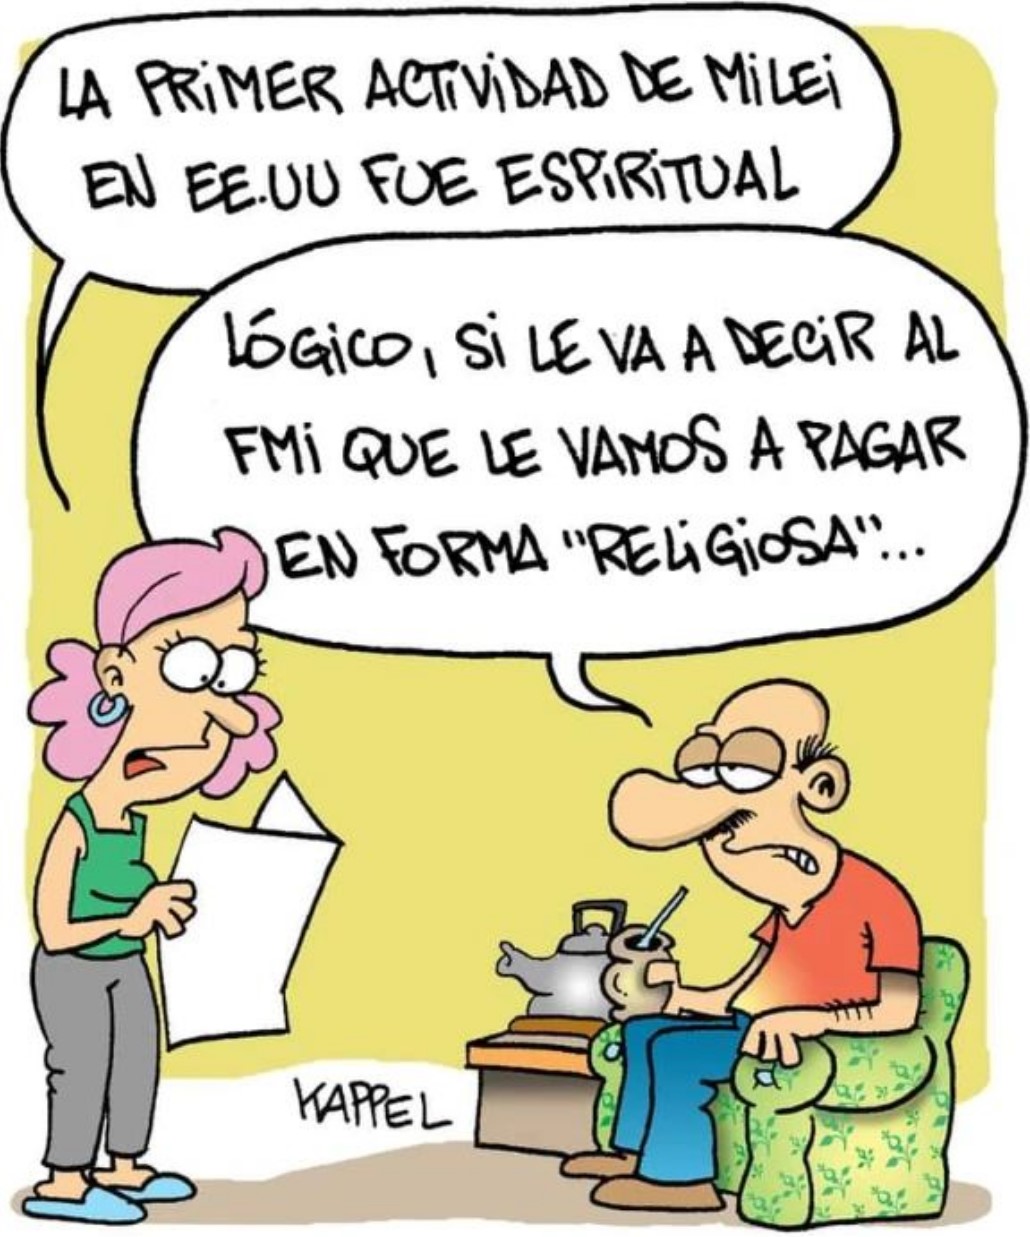 LA PRIMER ACTIVIDAD DE MILEI
EN EE.UU FUE ESPIRITUAL
LÓGICO, SI LE VA A DECIR AL
FMI QUE LE VAMOS A PAGAR
EN FORMA "RELIGIOSA"...
KAPPEL